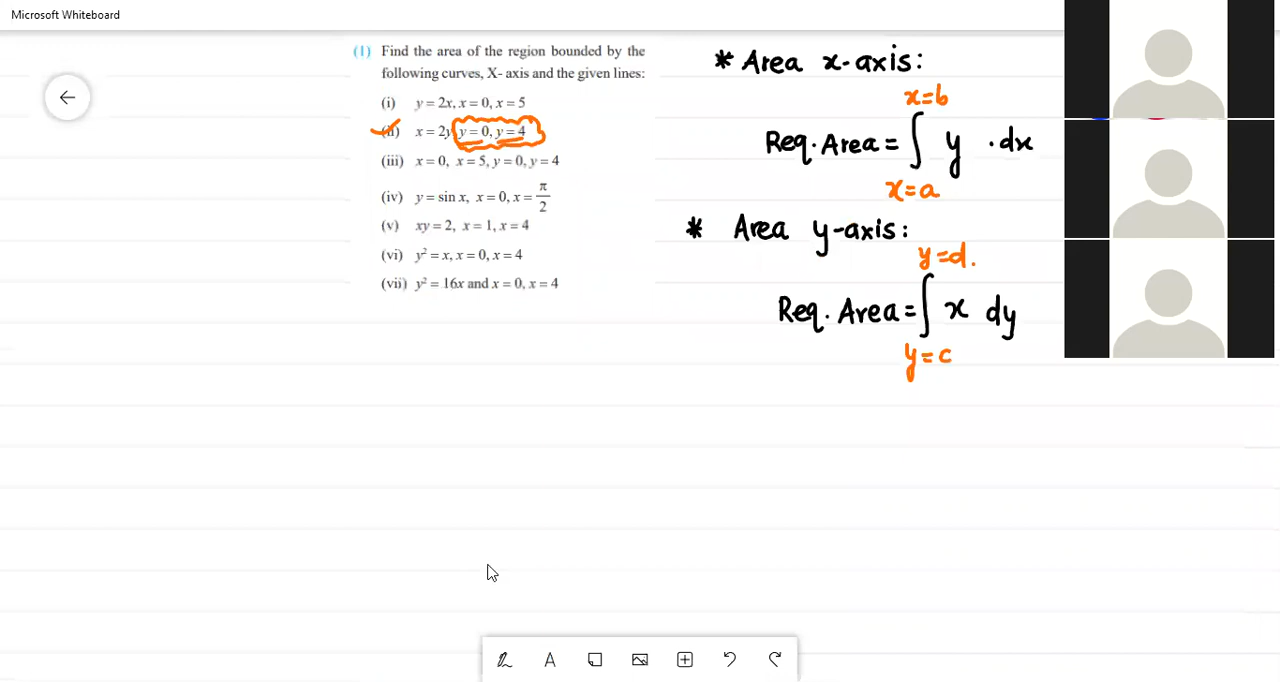 Microsoft Whiteboard
(1) Find the area of the region bounded by the
following curves, X- axis and the given lines:
(i) y = 2x, x = 0, x = 5
(ii) x = 2y, y = 0, y = 4
(iii) x = 0, x = 5, y = 0, y = 4
(iv) y = sin x, x = 0, x = π/2
(v) xy = 2, x = 1, x = 4
(vi) y² = x, x = 0, x = 4
(vii) y² = 16x and x = 0, x = 4
* Area x-axis:
x=b
Req. Area = ∫ y . dx
x=a
* Area y-axis:
y=d.
Req. Area = ∫ x dy
y=c
A